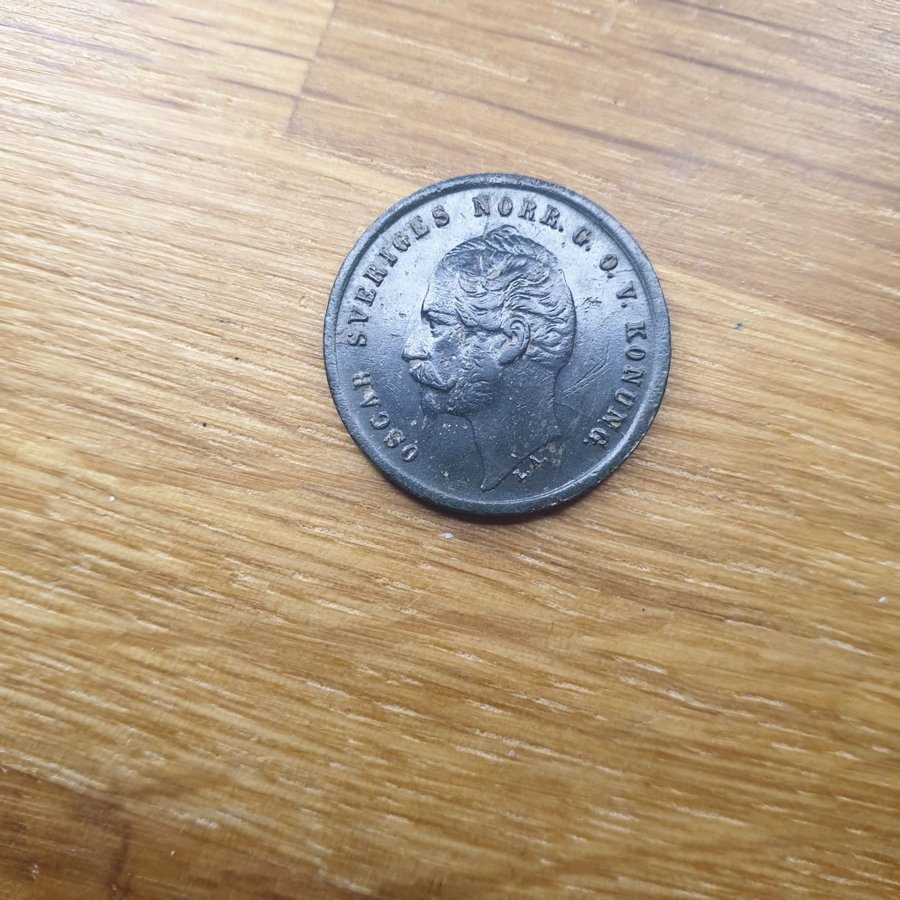 OSCAR SVERIGES NORR. G. O. V. KONUNG.
L.A.